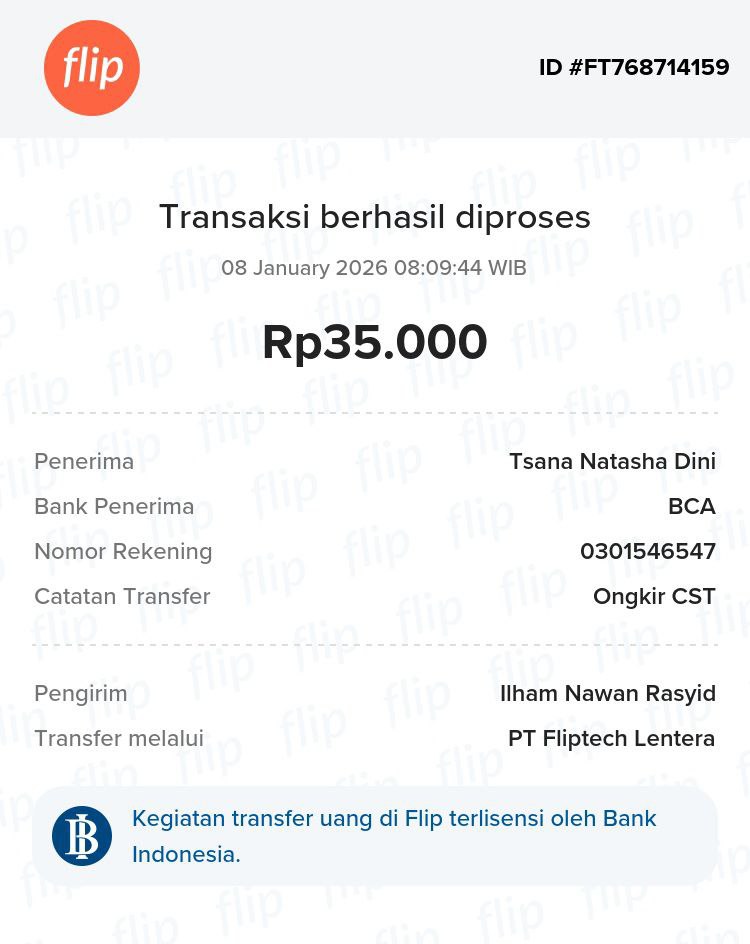 flip
ID #FT768714159
Transaksi berhasil diproses
08 January 2026 08:09:44 WIB
Rp35.000
Penerima Tsana Natasha Dini
Bank Penerima BCA
Nomor Rekening 0301546547
Catatan Transfer Ongkir CST
Pengirim Ilham Nawan Rasyid
Transfer melalui PT Fliptech Lentera
Kegiatan transfer uang di Flip terlisensi oleh Bank
Indonesia.